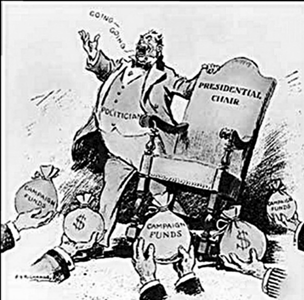 GOING—
GOING—
POLITICIAN
PRESIDENTIAL
CHAIR
CAMPAIGN
FUNDS
$
CAMPAIGN
FUNDS
$
CAMPAIGN
FUNDS